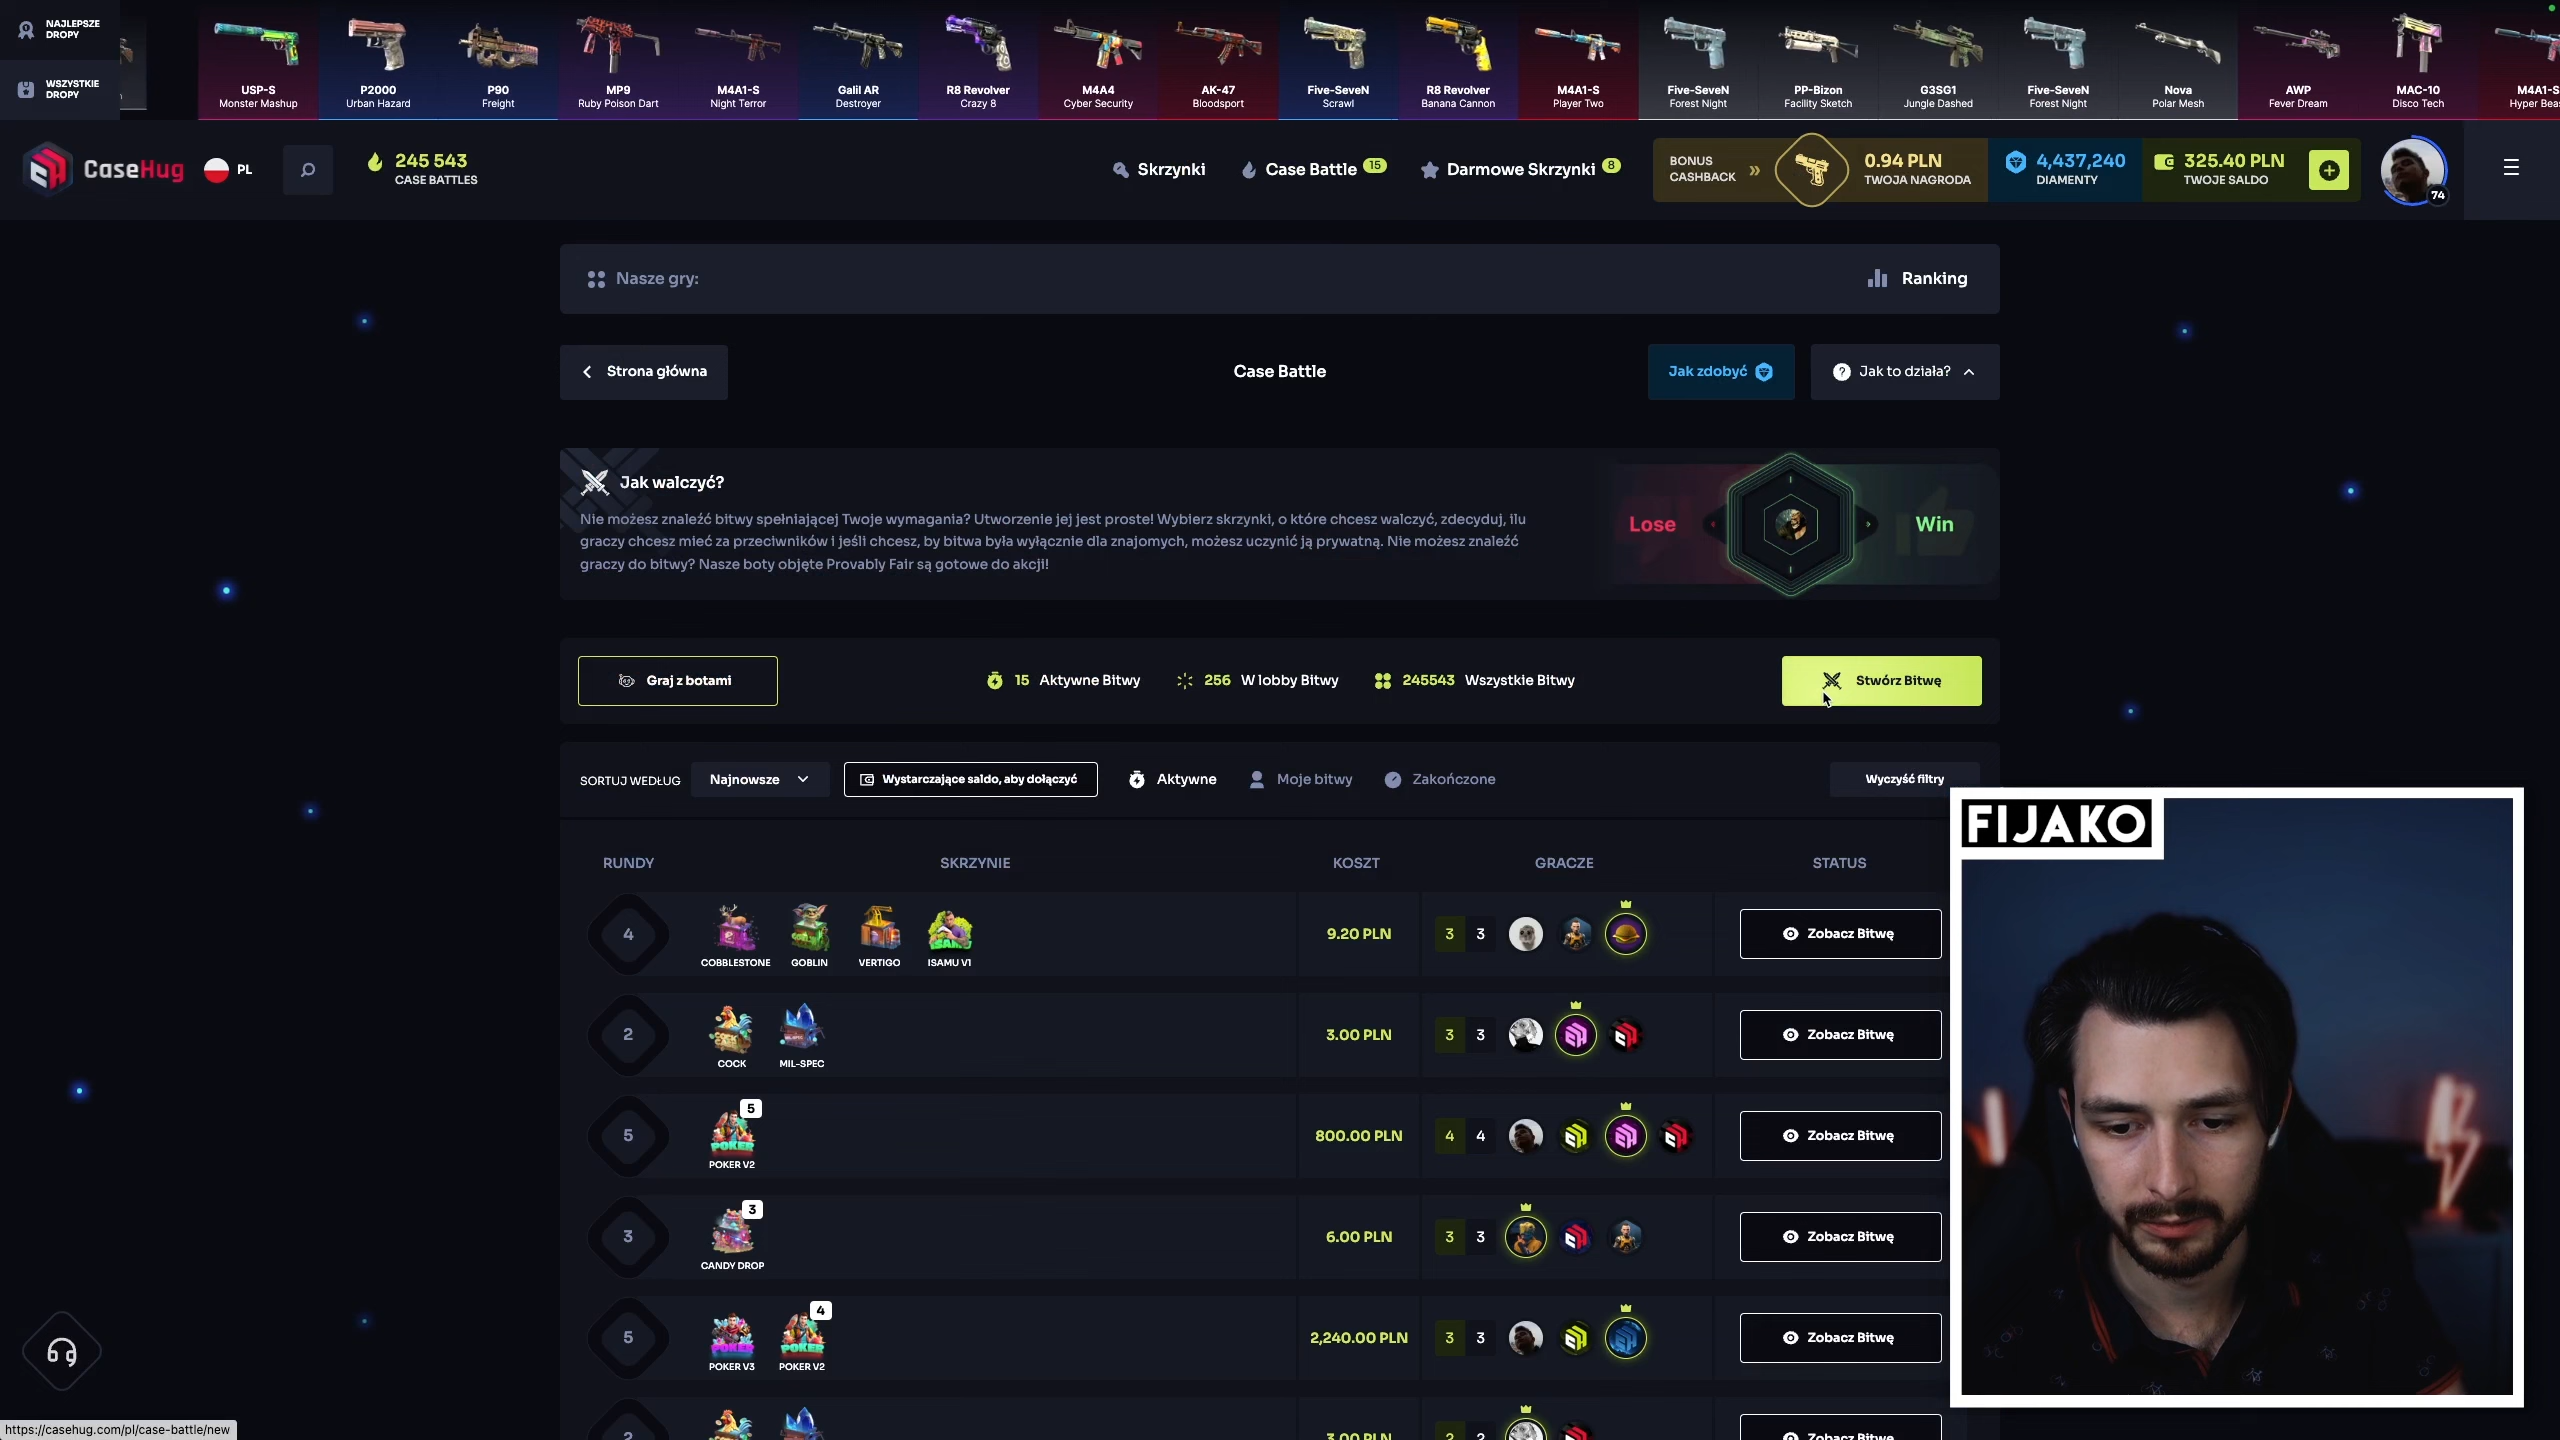 NAJLEPSZE
DROPY
WSZYSTKIE
DROPY
USP-S
Monster Mashup
P2000
Urban Hazard
P90
Freight
MP9
Ruby Poison Dart
M4A1-S
Night Terror
Galil AR
Destroyer
R8 Revolver
Crazy 8
M4A4
Cyber Security
AK-47
Bloodsport
Five-SeveN
Scrawl
R8 Revolver
Banana Cannon
M4A1-S
Player Two
Five-SeveN
Forest Night
PP-Bizon
Facility Sketch
G3SG1
Jungle Dashed
Five-SeveN
Forest Night
Nova
Polar Mesh
AWP
Fever Dream
MAC-10
Disco Tech
M4A1-S
Hyper Beas
CaseHug
PL
245 543
CASE BATTLES
Skrzynki
Case Battle 15
Darmowe Skrzynki 8
BONUS
CASHBACK
0.94 PLN
TWOJA NAGRODA
4,437,240
DIAMENTY
325.40 PLN
TWOJE SALDO
74
Nasze gry:
Ranking
Strona główna
Case Battle
Jak zdobyć
Jak to działa?
Jak walczyć?
Nie możesz znaleźć bitwy spełniającej Twoje wymagania? Utworzenie jej jest proste! Wybierz skrzynki, o które chcesz walczyć, zdecyduj, ilu
graczy chcesz mieć za przeciwników i jeśli chcesz, by bitwa była wyłącznie dla znajomych, możesz uczynić ją prywatną. Nie możesz znaleźć
graczy do bitwy? Nasze boty objęte Provably Fair są gotowe do akcji!
Lose
Win
Graj z botami
15 Aktywne Bitwy
256 W lobby Bitwy
245543 Wszystkie Bitwy
Stwórz Bitwę
SORTUJ WEDŁUG
Najnowsze
Wystarczające saldo, aby dołączyć
Aktywne
Moje bitwy
Zakończone
Wyczyść filtry
RUNDY
SKRZYNIE
KOSZT
GRACZE
STATUS
4
COBBLESTONE
GOBLIN
VERTIGO
ISAMU V1
9.20 PLN
3 3
Zobacz Bitwę
2
COCK
MIL-SPEC
3.00 PLN
3 3
Zobacz Bitwę
5
5
POKER V2
800.00 PLN
4 4
Zobacz Bitwę
3
3
CANDY DROP
6.00 PLN
3 3
Zobacz Bitwę
5
POKER V3
4
POKER V2
2,240.00 PLN
3 3
Zobacz Bitwę
2
3.00 PLN
2 2
Zobacz Bitwę
FIJAKO
https://casehug.com/pl/case-battle/new